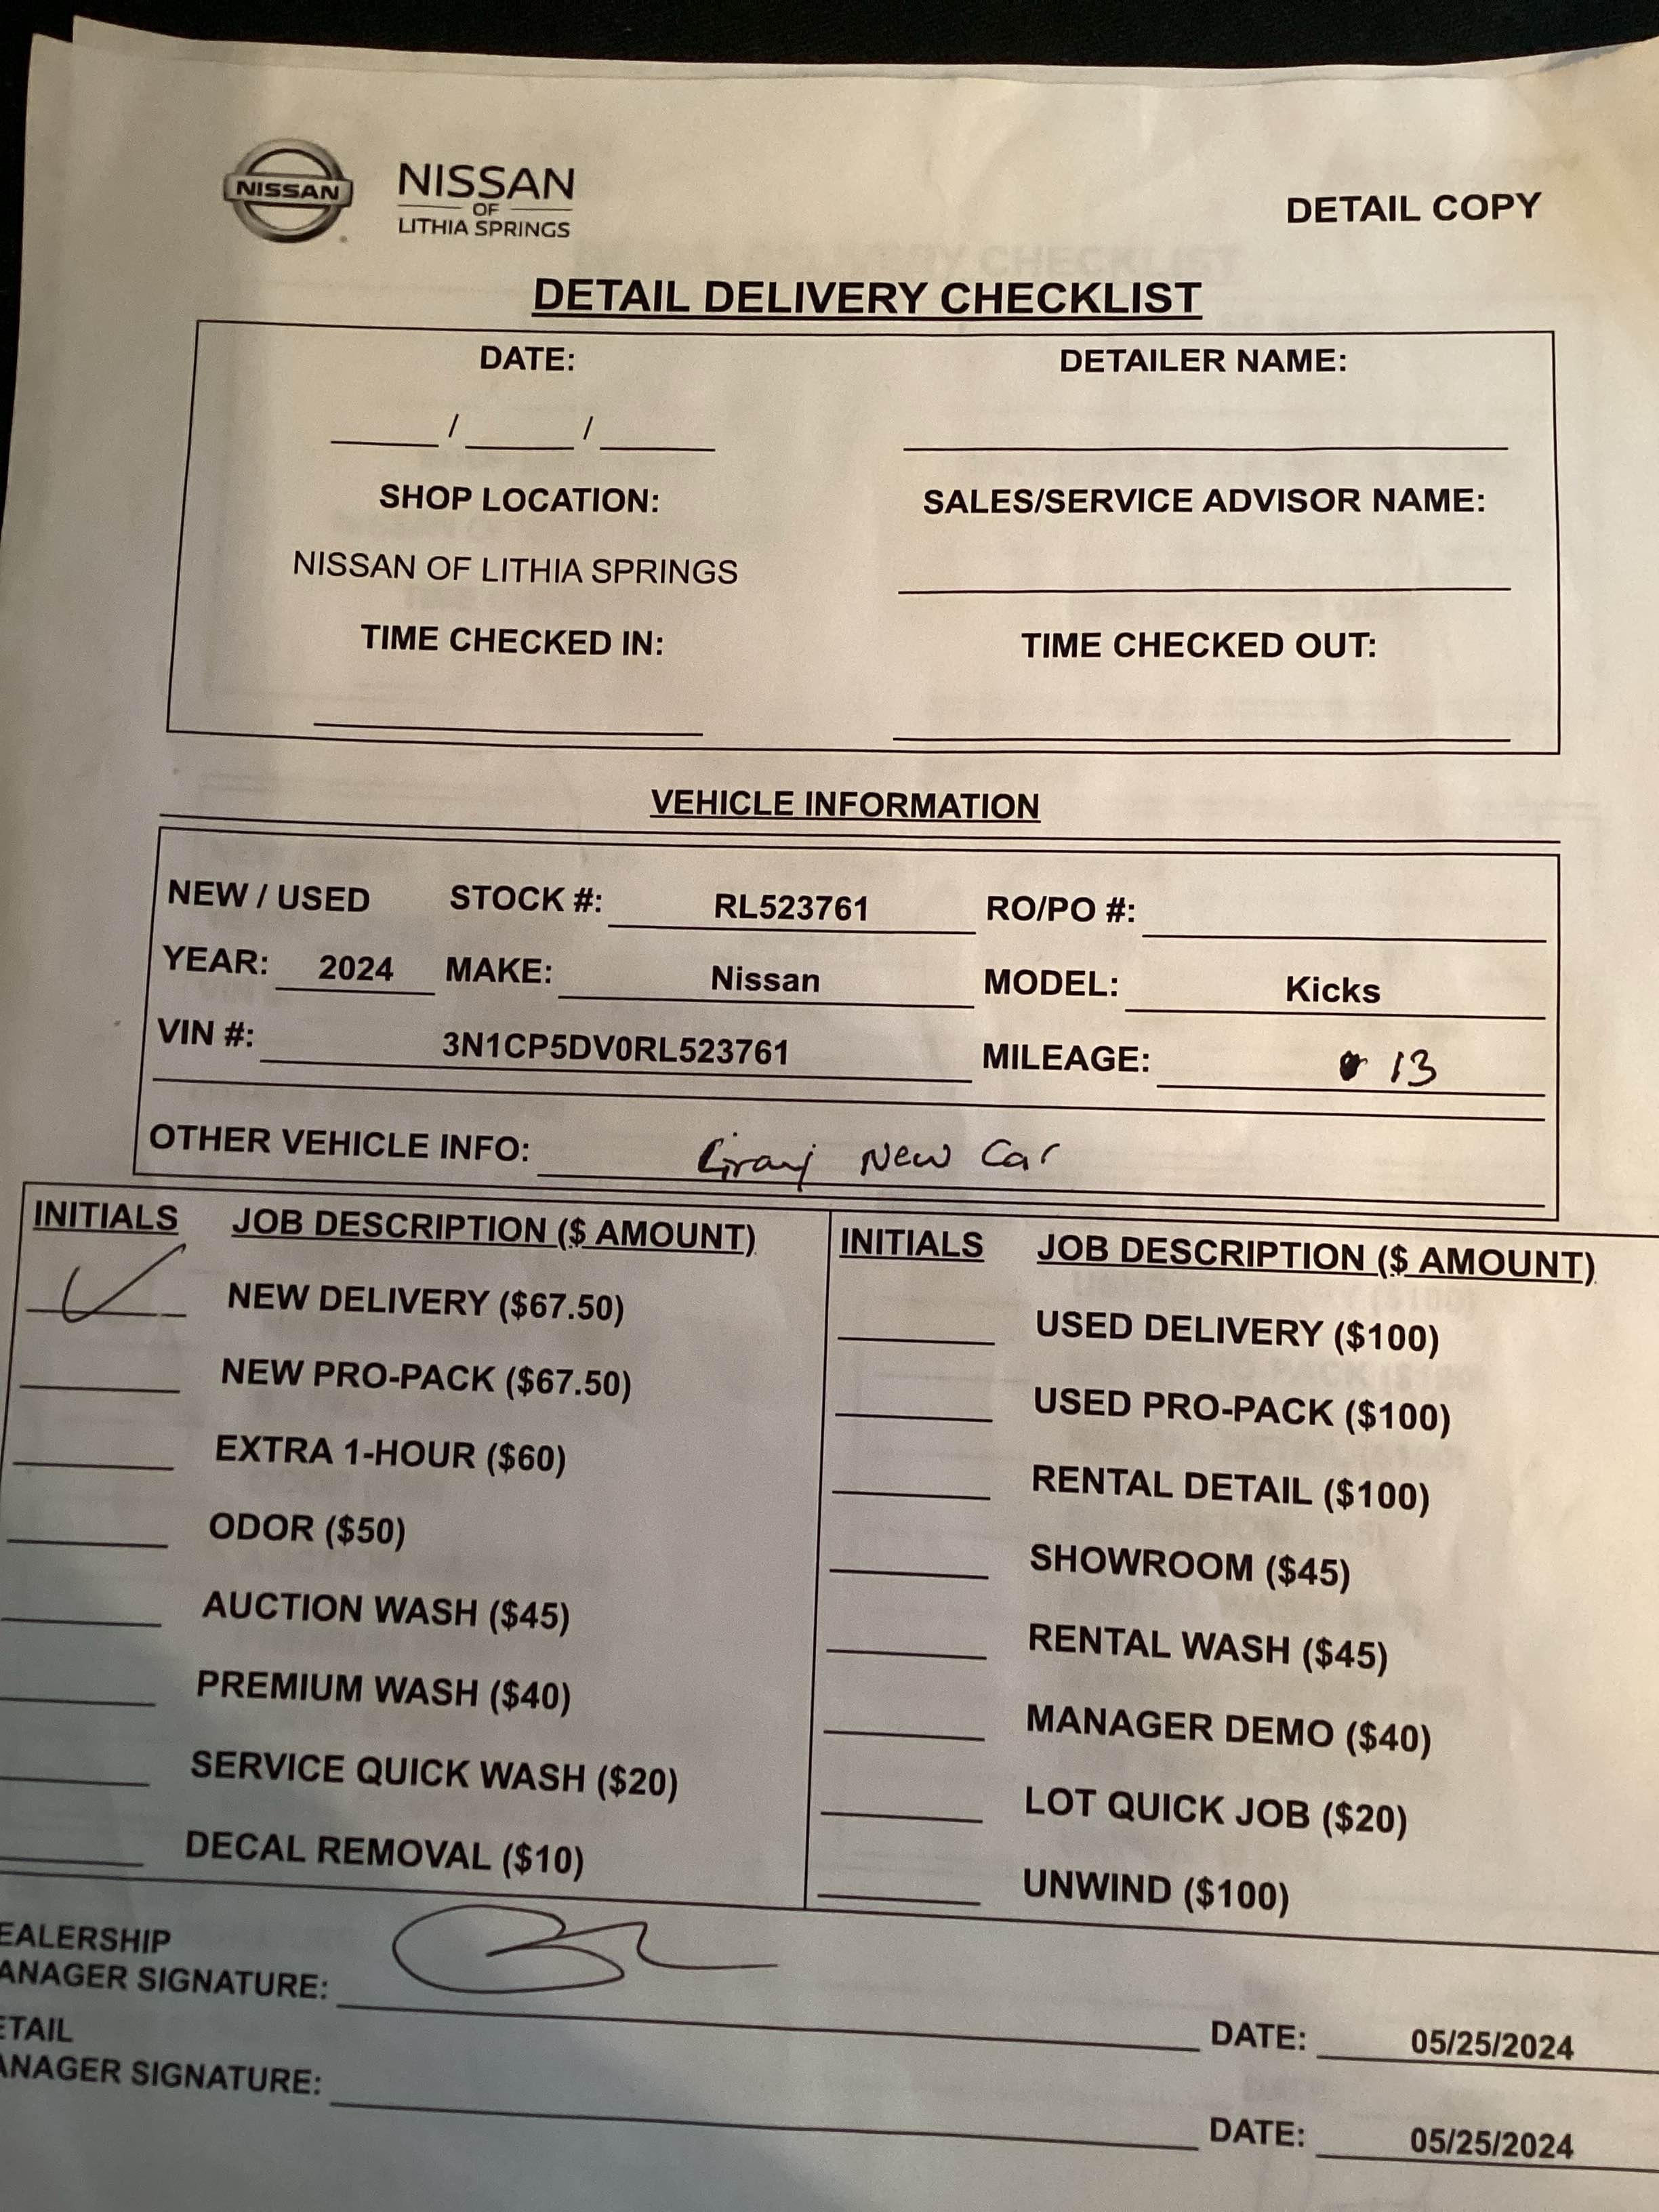 NISSAN
NISSAN
OF
LITHIA SPRINGS
DETAIL COPY
DETAIL DELIVERY CHECKLIST
DATE: DETAILER NAME:
____ / ____ / ____
SHOP LOCATION: SALES/SERVICE ADVISOR NAME:
NISSAN OF LITHIA SPRINGS
TIME CHECKED IN: TIME CHECKED OUT:
VEHICLE INFORMATION
NEW / USED STOCK #: RL523761 RO/PO #:
YEAR: 2024 MAKE: Nissan MODEL: Kicks
VIN #: 3N1CP5DV0RL523761 MILEAGE: 13
OTHER VEHICLE INFO: Gray New Car
INITIALS JOB DESCRIPTION ($ AMOUNT) INITIALS JOB DESCRIPTION ($ AMOUNT)
NEW DELIVERY ($67.50) USED DELIVERY ($100)
NEW PRO-PACK ($67.50) USED PRO-PACK ($100)
EXTRA 1-HOUR ($60) RENTAL DETAIL ($100)
ODOR ($50) SHOWROOM ($45)
AUCTION WASH ($45) RENTAL WASH ($45)
PREMIUM WASH ($40) MANAGER DEMO ($40)
SERVICE QUICK WASH ($20) LOT QUICK JOB ($20)
DECAL REMOVAL ($10) UNWIND ($100)
EALERSHIP
ANAGER SIGNATURE: DATE: 05/25/2024
ETAIL
ANAGER SIGNATURE: DATE: 05/25/2024